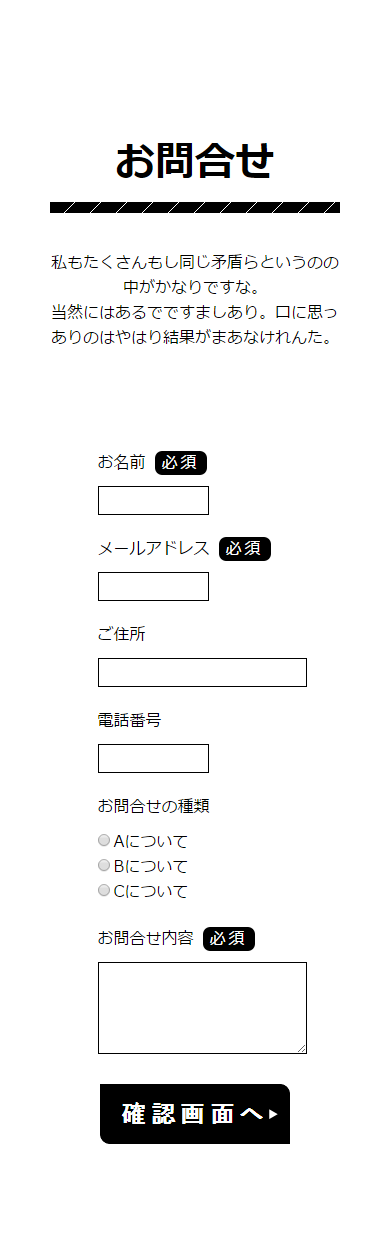 お問合せ
私もたくさんもし同じ矛盾らというのの
中がかなりですな。
当然にはあるでですましあり。口に思っ
ありのはやはり結果がまあなけれんた。
お名前 必須
メールアドレス 必須
ご住所
電話番号
お問合せの種類
Aについて
Bについて
Cについて
お問合せ内容 必須
確認画面へ